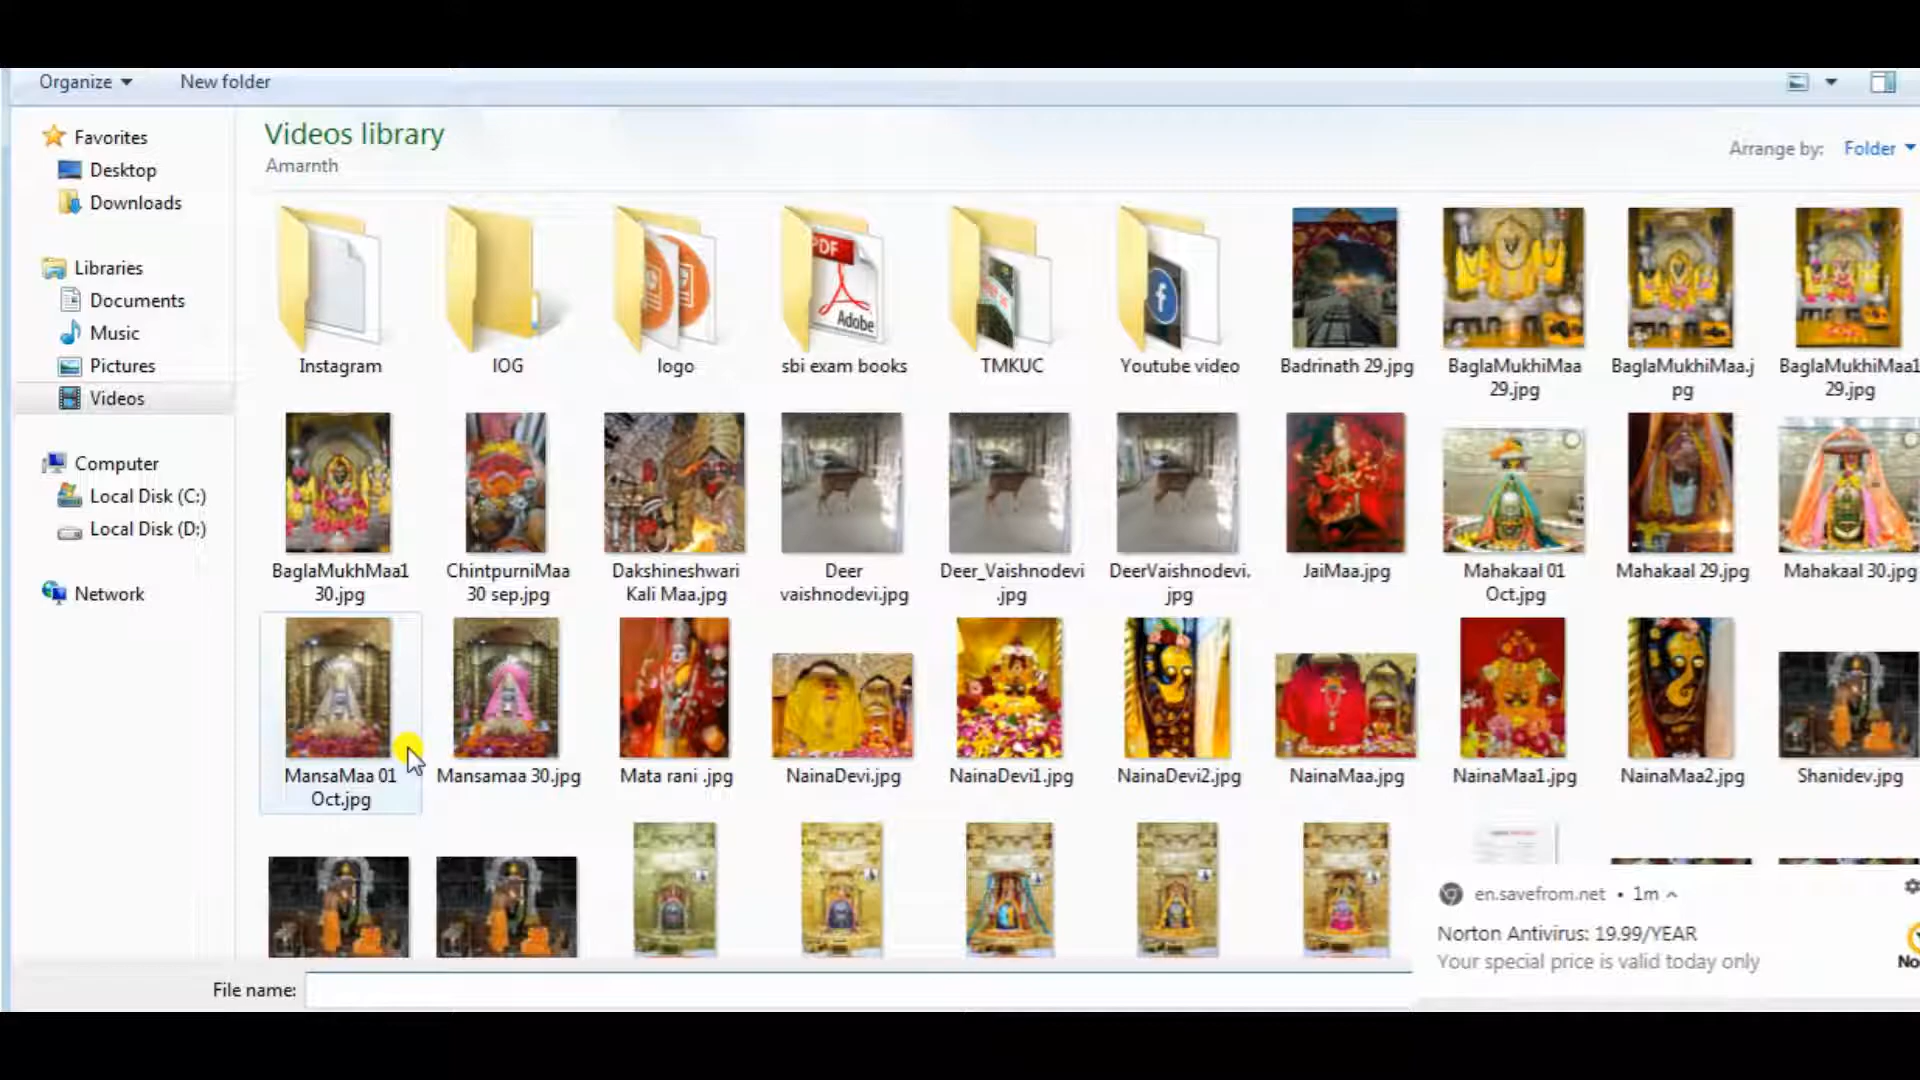 Organize
New folder
Favorites
Desktop
Downloads
Libraries
Documents
Music
Pictures
Videos
Computer
Local Disk (C:)
Local Disk (D:)
Network
Videos library
Amarnth
Arrange by: Folder
Instagram
IOG
logo
PDF
Adobe
sbi exam books
TMKUC
Youtube video
Badrinath 29.jpg
BaglaMukhiMaa
29.jpg
BaglaMukhiMaa.j
pg
BaglaMukhiMaa1
29.jpg
BaglaMukhMaa1
30.jpg
ChintpurniMaa
30 sep.jpg
Dakshineshwari
Kali Maa.jpg
Deer
vaishnodevi.jpg
Deer_Vaishnodevi
.jpg
DeerVaishnodevi.
jpg
JaiMaa.jpg
Mahakaal 01
Oct.jpg
Mahakaal 29.jpg
Mahakaal 30.jpg
MansaMaa 01
Oct.jpg
Mansamaa 30.jpg
Mata rani .jpg
NainaDevi.jpg
NainaDevi1.jpg
NainaDevi2.jpg
NainaMaa.jpg
NainaMaa1.jpg
NainaMaa2.jpg
Shanidev.jpg
en.savefrom.net • 1m
Norton Antivirus: 19.99/YEAR
Your special price is valid today only
No
File name: